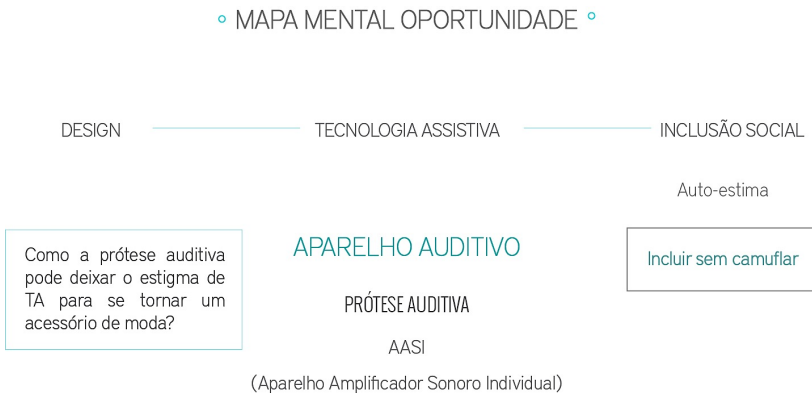 MAPA MENTAL OPORTUNIDADE
DESIGN
TECNOLOGIA ASSISTIVA
INCLUSÃO SOCIAL
Auto-estima
Como a prótese auditiva
pode deixar o estigma de
TA para se tornar um
acessório de moda?
APARELHO AUDITIVO
PRÓTESE AUDITIVA
AASI
(Aparelho Amplificador Sonoro Individual)
Incluir sem camuflar